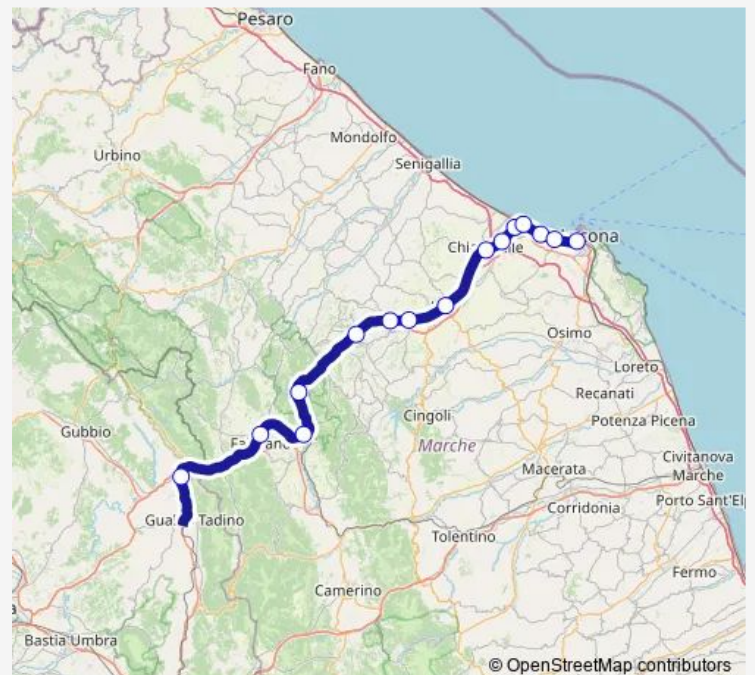 Pesaro
Fano
Mondolfo
Urbino
Senigallia
Osimo
Loreto
Recanati
Cingoli
Potenza Picena
Gubbio
Marche
Civitanova
Marche
Macerata
Porto Sant'Elp
Corridonia
Tadino
Tolentino
Fermo
Camerino
Bastia Umbra
© OpenStreetMap contributors